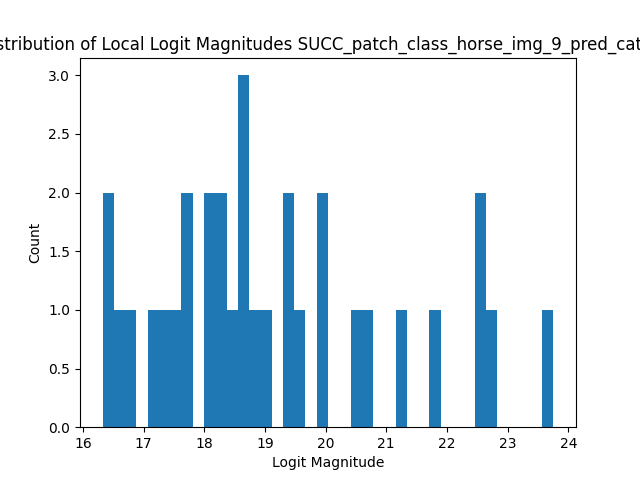 stribution of Local Logit Magnitudes SUCC_patch_class_horse_img_9_pred_cat
3.0
2.5
2.0
1.5
1.0
0.5
0.0
Count
16 17 18 19 20 21 22 23 24
Logit Magnitude